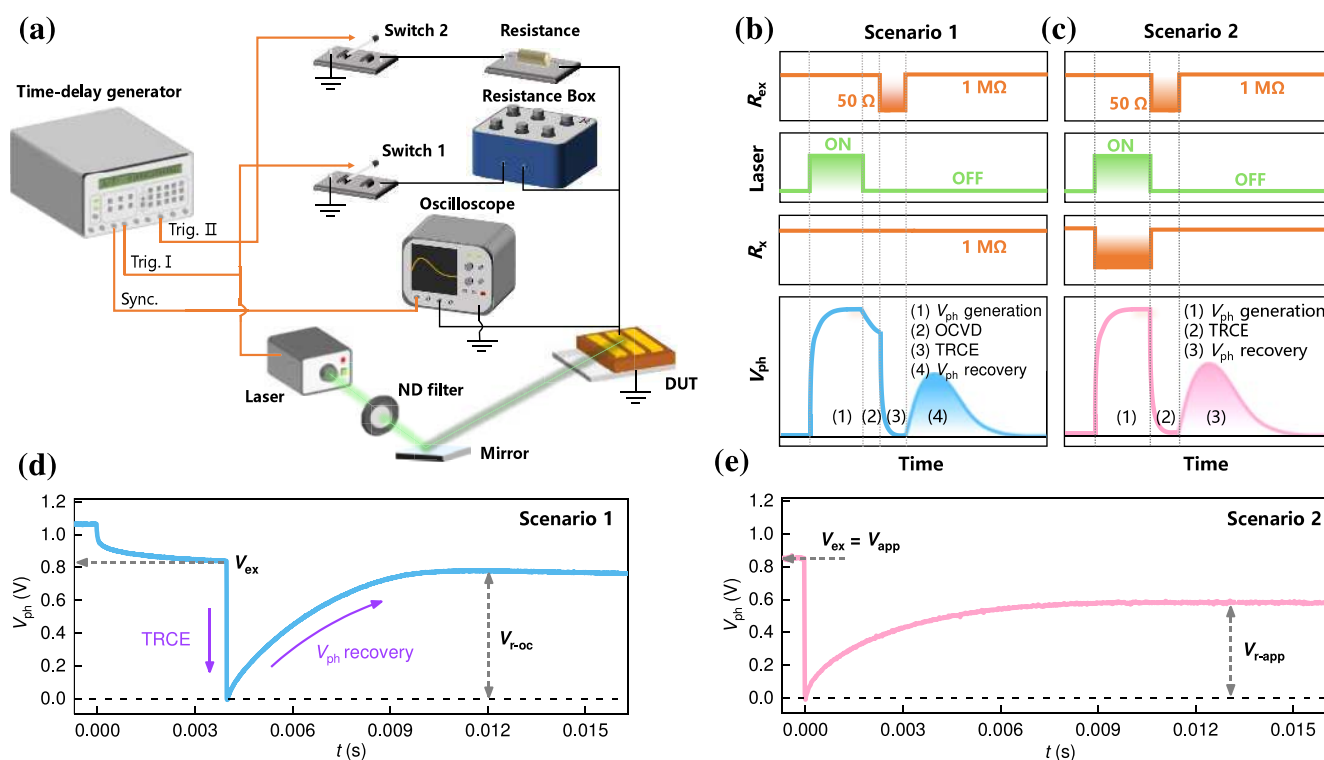 (a)
Switch 2
Resistance
Time-delay generator
Resistance Box
Switch 1
Oscilloscope
Trig. II
Trig. I
Sync.
Laser
ND filter
Mirror
DUT
(b)
Scenario 1
R_ex
50 Ω
1 MΩ
Laser
ON
OFF
R_x
1 MΩ
V_ph
(1) V_ph generation
(2) OCVD
(3) TRCE
(4) V_ph recovery
(1)
(2)
(3)
(4)
Time
(c)
Scenario 2
50 Ω
1 MΩ
ON
OFF
(1) V_ph generation
(2) TRCE
(3) V_ph recovery
(1)
(2)
(3)
Time
(d)
Scenario 1
V_ph (V)
1.2
1.0
0.8
0.6
0.4
0.2
0.0
V_ex
TRCE
V_ph recovery
V_r-oc
0.000 0.003 0.006 0.009 0.012 0.015
t (s)
(e)
Scenario 2
V_ph (V)
1.2
1.0
0.8
0.6
0.4
0.2
0
V_ex = V_app
V_r-app
0.000 0.003 0.006 0.009 0.012 0.015
t (s)